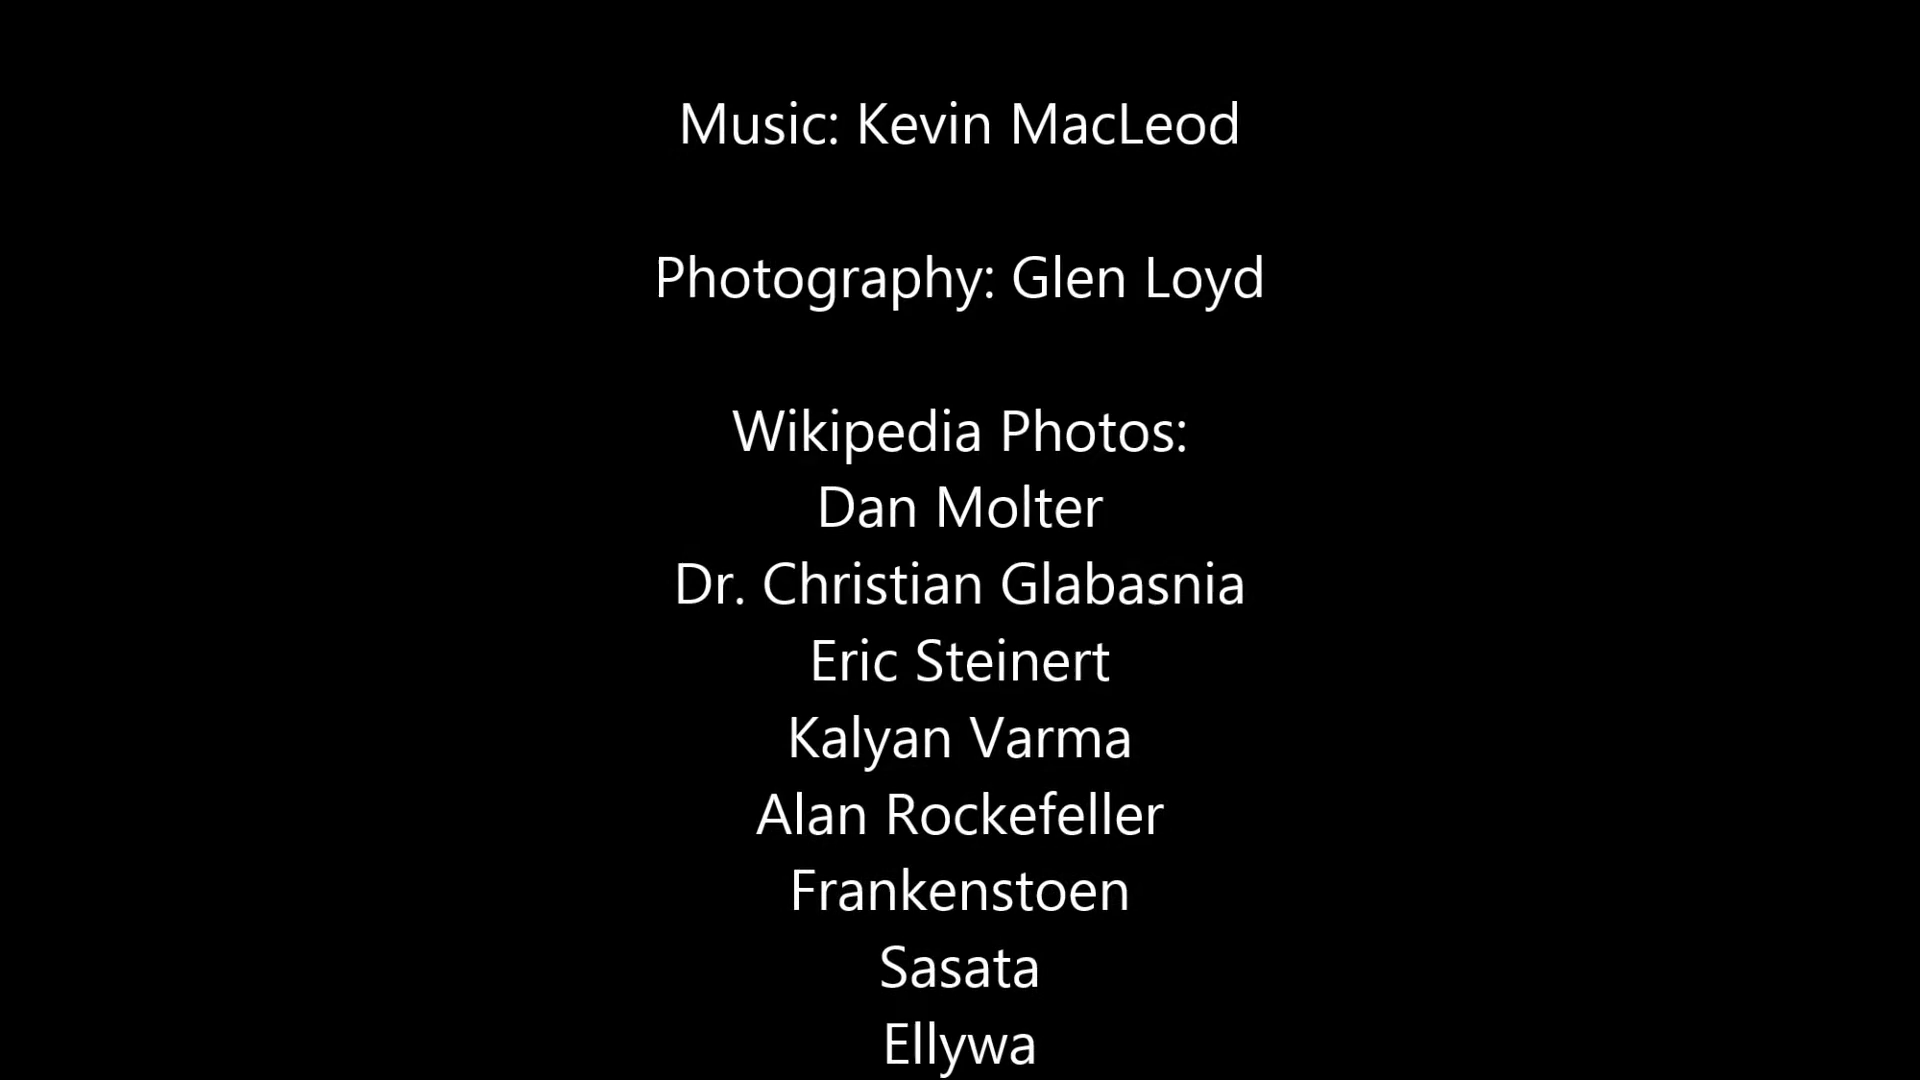 Music: Kevin MacLeod
Photography: Glen Loyd
Wikipedia Photos:
Dan Molter
Dr. Christian Glabasnia
Eric Steinert
Kalyan Varma
Alan Rockefeller
Frankenstoen
Sasata
Ellywa